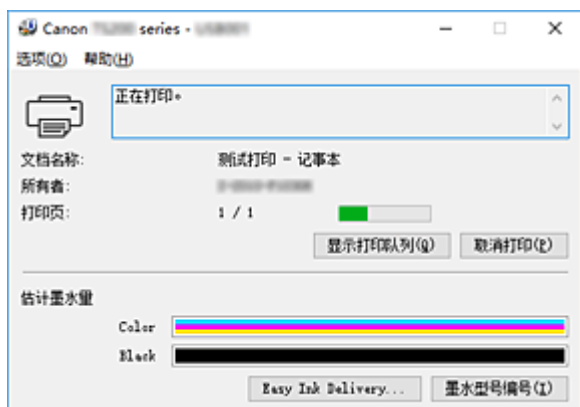 Canon series -
选项(O) 帮助(H)
正在打印。
文档名称: 测试打印 - 记事本
所有者:
打印页: 1 / 1
显示打印队列(Q) 取消打印(P)
估计墨水量
Color
Black
Easy Ink Delivery... 墨水型号编号(I)